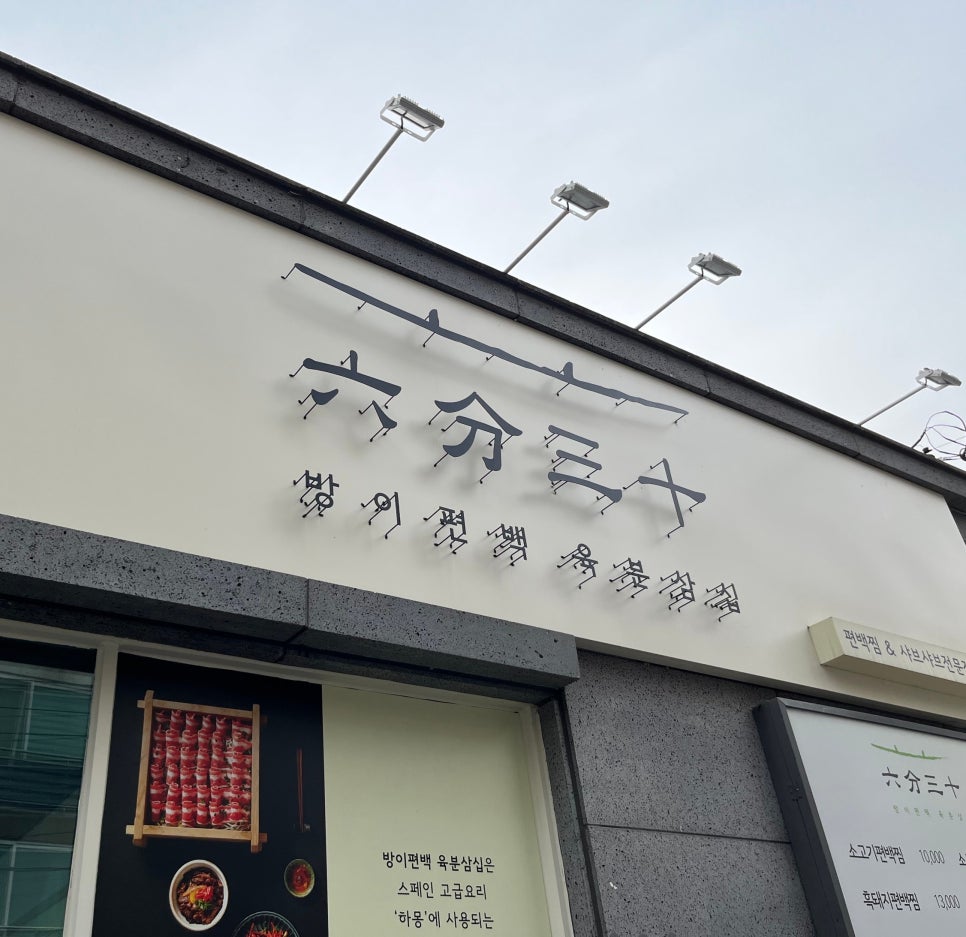 六分三十
방이편백 육분삼십
편백찜 & 샤브샤브전문
방이편백 육분삼십은
스페인 고급요리
‘하몽’에 사용되는
六分三十
소고기편백찜 10,000 소
흑돼지편백찜 13,000